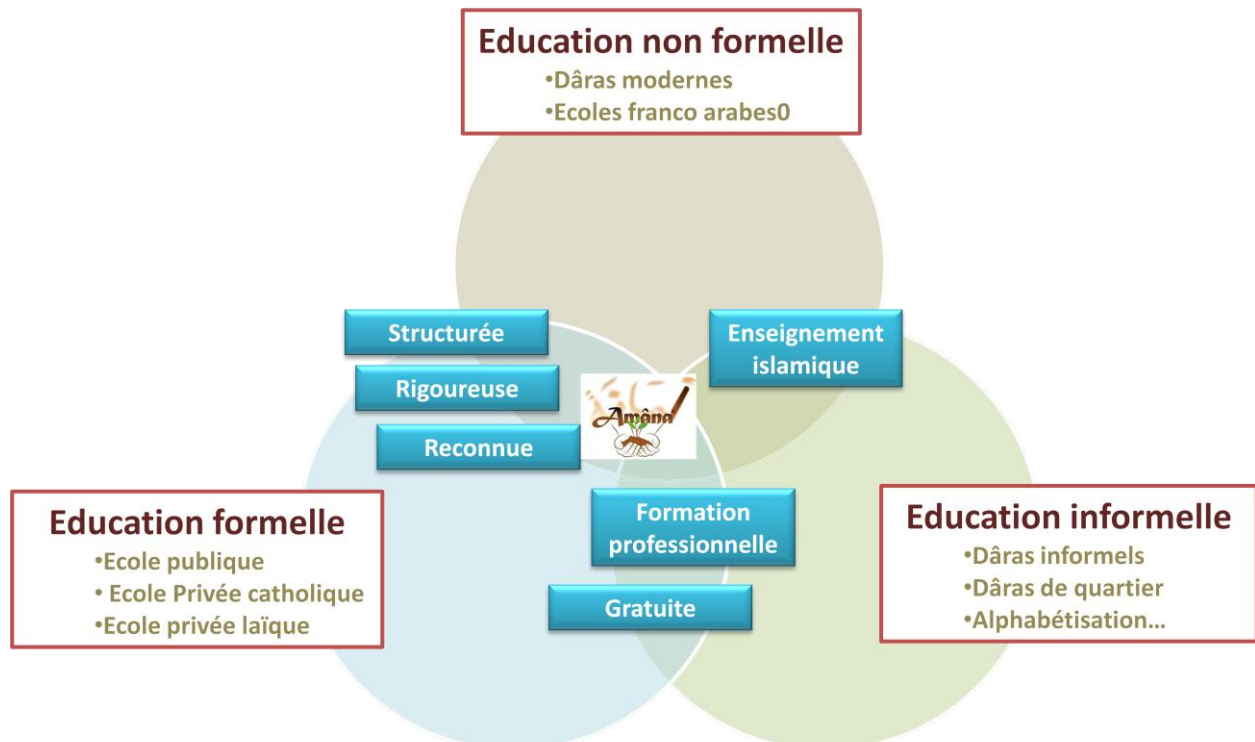 Education non formelle
•Dâras modernes
•Ecoles franco arabes0
Structurée
Rigoureuse
Reconnue
Enseignement
islamique
أمانة
Amâna
Education formelle
•Ecole publique
• Ecole Privée catholique
•Ecole privée laïque
Formation
professionnelle
Gratuite
Education informelle
•Dâras informels
•Dâras de quartier
•Alphabétisation...